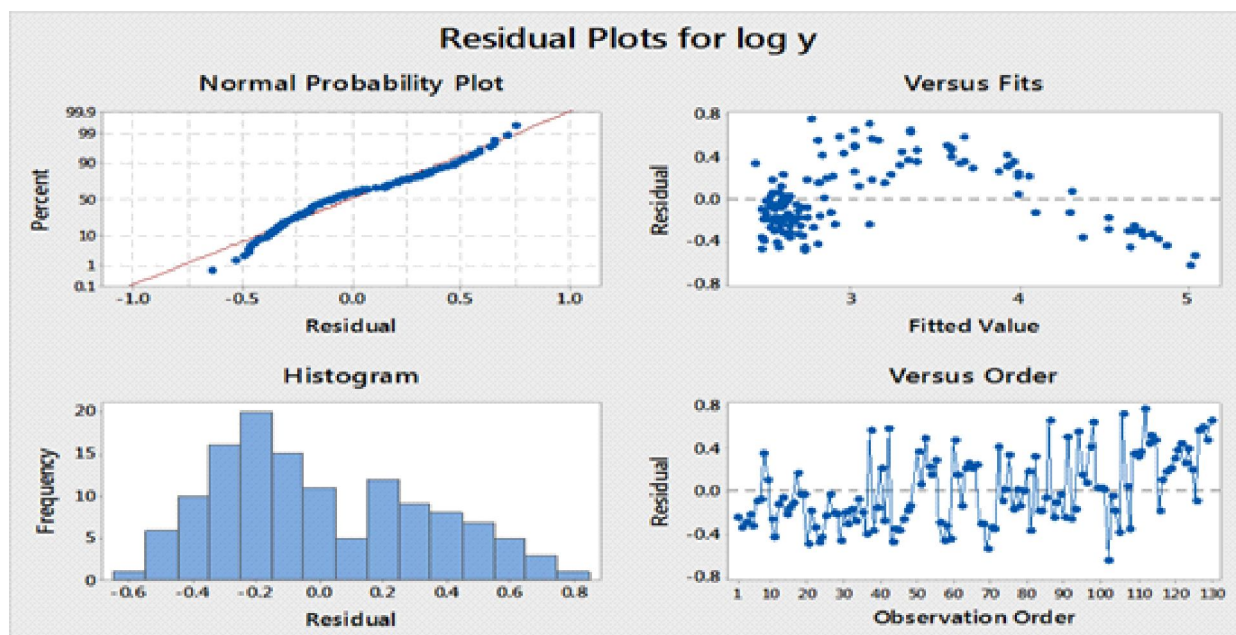 Residual Plots for log y
Normal Probability Plot
99.9
99
90
50
10
1
0.1
Percent
-1.0 -0.5 0.0 0.5 1.0
Residual
Versus Fits
0.8
0.4
0.0
-0.4
-0.8
Residual
3 4 5
Fitted Value
Histogram
20
15
10
5
0
Frequency
-0.6 -0.4 -0.2 0.0 0.2 0.4 0.6 0.8
Residual
Versus Order
0.8
0.4
0.0
-0.4
-0.8
Residual
1 10 20 30 40 50 60 70 80 90 100 110 120 130
Observation Order